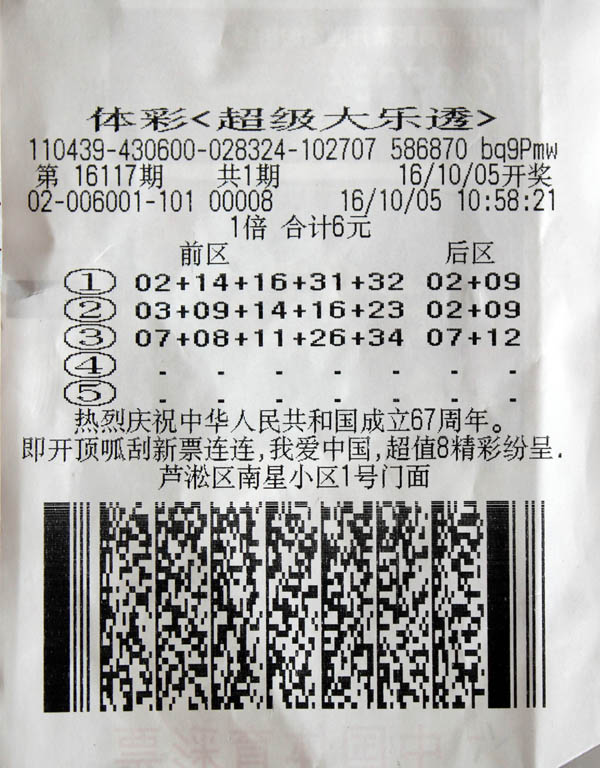 体彩<超级大乐透>
110439-430600-028324-102707 586870 bq9Pmw
第 16117期 共1期 16/10/05开奖
02-006001-101 00008 16/10/05 10:58:21
1倍 合计6元
前区 后区
① 02+14+16+31+32 02+09
② 03+09+14+16+23 02+09
③ 07+08+11+26+34 07+12
④ - - - - - - -
⑤ - - - - - - -
热烈庆祝中华人民共和国成立67周年。
即开顶呱刮新票连连,我爱中国,超值8精彩纷呈.
芦淞区南星小区1号门面